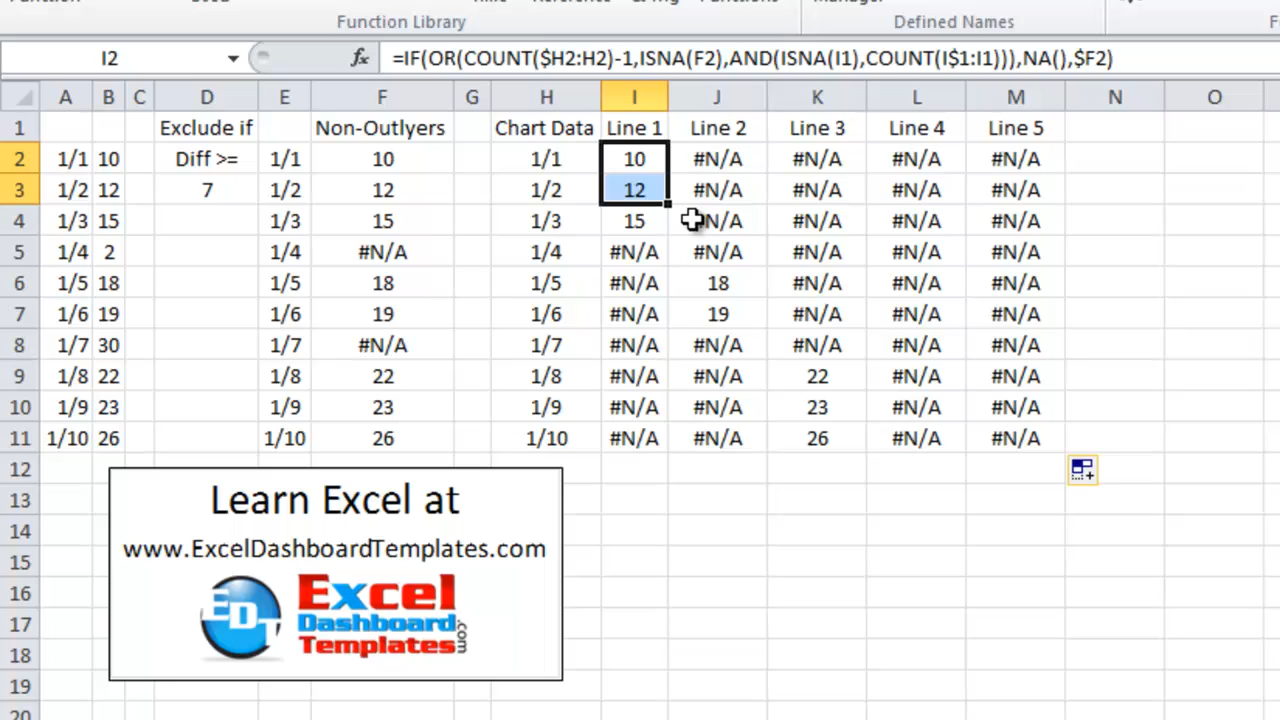 Function Library
Defined Names
I2 fx =IF(OR(COUNT($H2:H2)-1,ISNA(F2),AND(ISNA(I1),COUNT(I$1:I1))),NA(),$F2)
A B C D E F G H I J K L M N O
1 Exclude if Non-Outlyers Chart Data Line 1 Line 2 Line 3 Line 4 Line 5
2 1/1 10 Diff >= 1/1 10 1/1 10 #N/A #N/A #N/A #N/A
3 1/2 12 7 1/2 12 1/2 12 #N/A #N/A #N/A #N/A
4 1/3 15 1/3 15 1/3 15 #N/A #N/A #N/A #N/A
5 1/4 2 1/4 #N/A 1/4 #N/A #N/A #N/A #N/A #N/A
6 1/5 18 1/5 18 1/5 #N/A 18 #N/A #N/A #N/A
7 1/6 19 1/6 19 1/6 #N/A 19 #N/A #N/A #N/A
8 1/7 30 1/7 #N/A 1/7 #N/A #N/A #N/A #N/A #N/A
9 1/8 22 1/8 22 1/8 #N/A #N/A 22 #N/A #N/A
10 1/9 23 1/9 23 1/9 #N/A #N/A 23 #N/A #N/A
11 1/10 26 1/10 26 1/10 #N/A #N/A 26 #N/A #N/A
12
13
14
15
16
17
18
19
20
Learn Excel at
www.ExcelDashboardTemplates.com
EDT
Excel
Dashboard
Templates.com